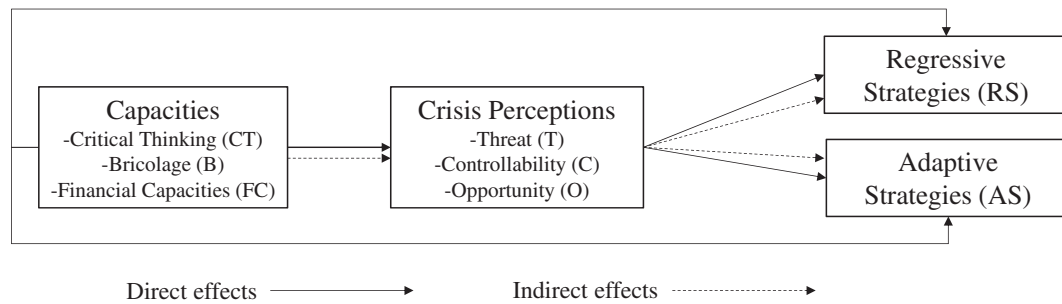 Capacities
-Critical Thinking (CT)
-Bricolage (B)
-Financial Capacities (FC)
Crisis Perceptions
-Threat (T)
-Controllability (C)
-Opportunity (O)
Regressive
Strategies (RS)
Adaptive
Strategies (AS)
Direct effects
Indirect effects